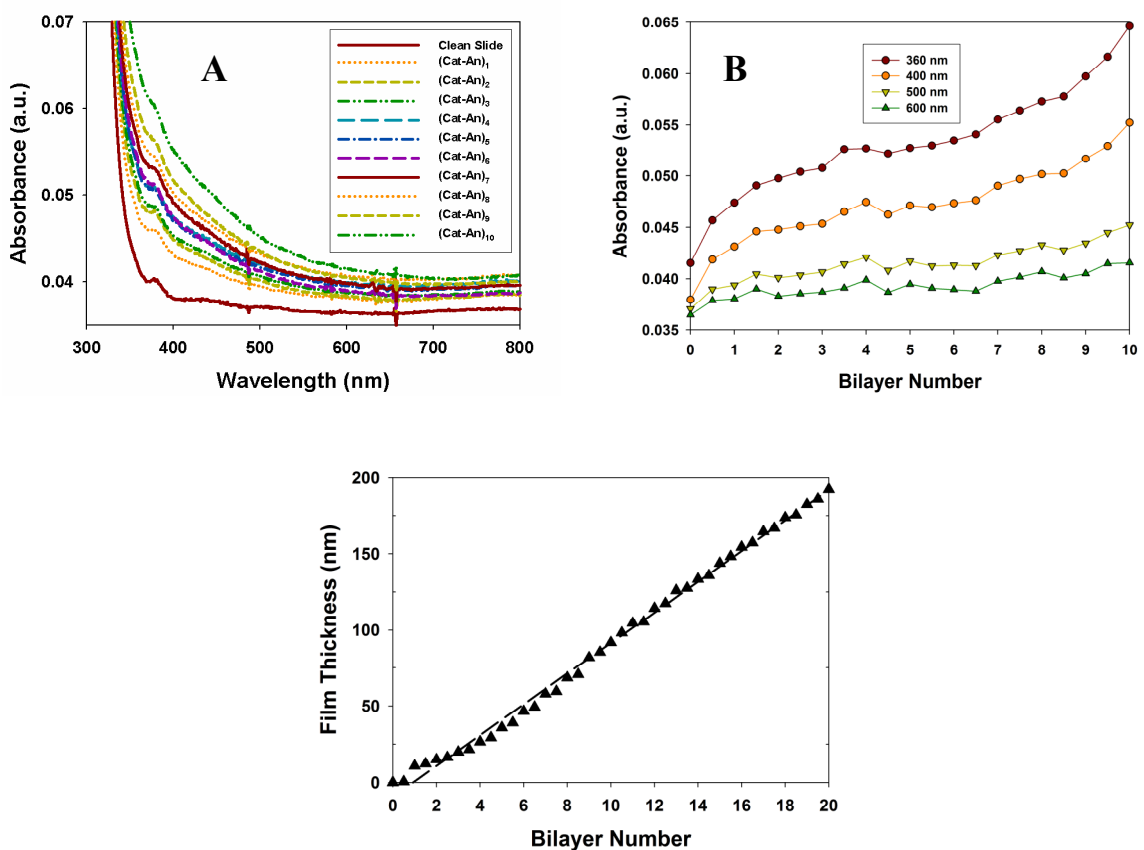 A
Absorbance (a.u.)
0.07
0.06
0.05
0.04
Clean Slide
(Cat-An)1
(Cat-An)2
(Cat-An)3
(Cat-An)4
(Cat-An)5
(Cat-An)6
(Cat-An)7
(Cat-An)8
(Cat-An)9
(Cat-An)10
300 400 500 600 700 800
Wavelength (nm)
B
Absorbance (a.u.)
0.065
0.060
0.055
0.050
0.045
0.040
0.035
360 nm
400 nm
500 nm
600 nm
0 1 2 3 4 5 6 7 8 9 10
Bilayer Number
Film Thickness (nm)
200
150
100
50
0
0 2 4 6 8 10 12 14 16 18 20
Bilayer Number